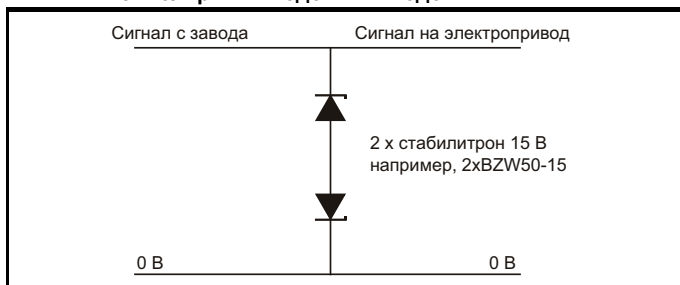 Сигнал с завода Сигнал на электропривод
2 x стабилитрон 15 В
например, 2xBZW50-15
0 В 0 В